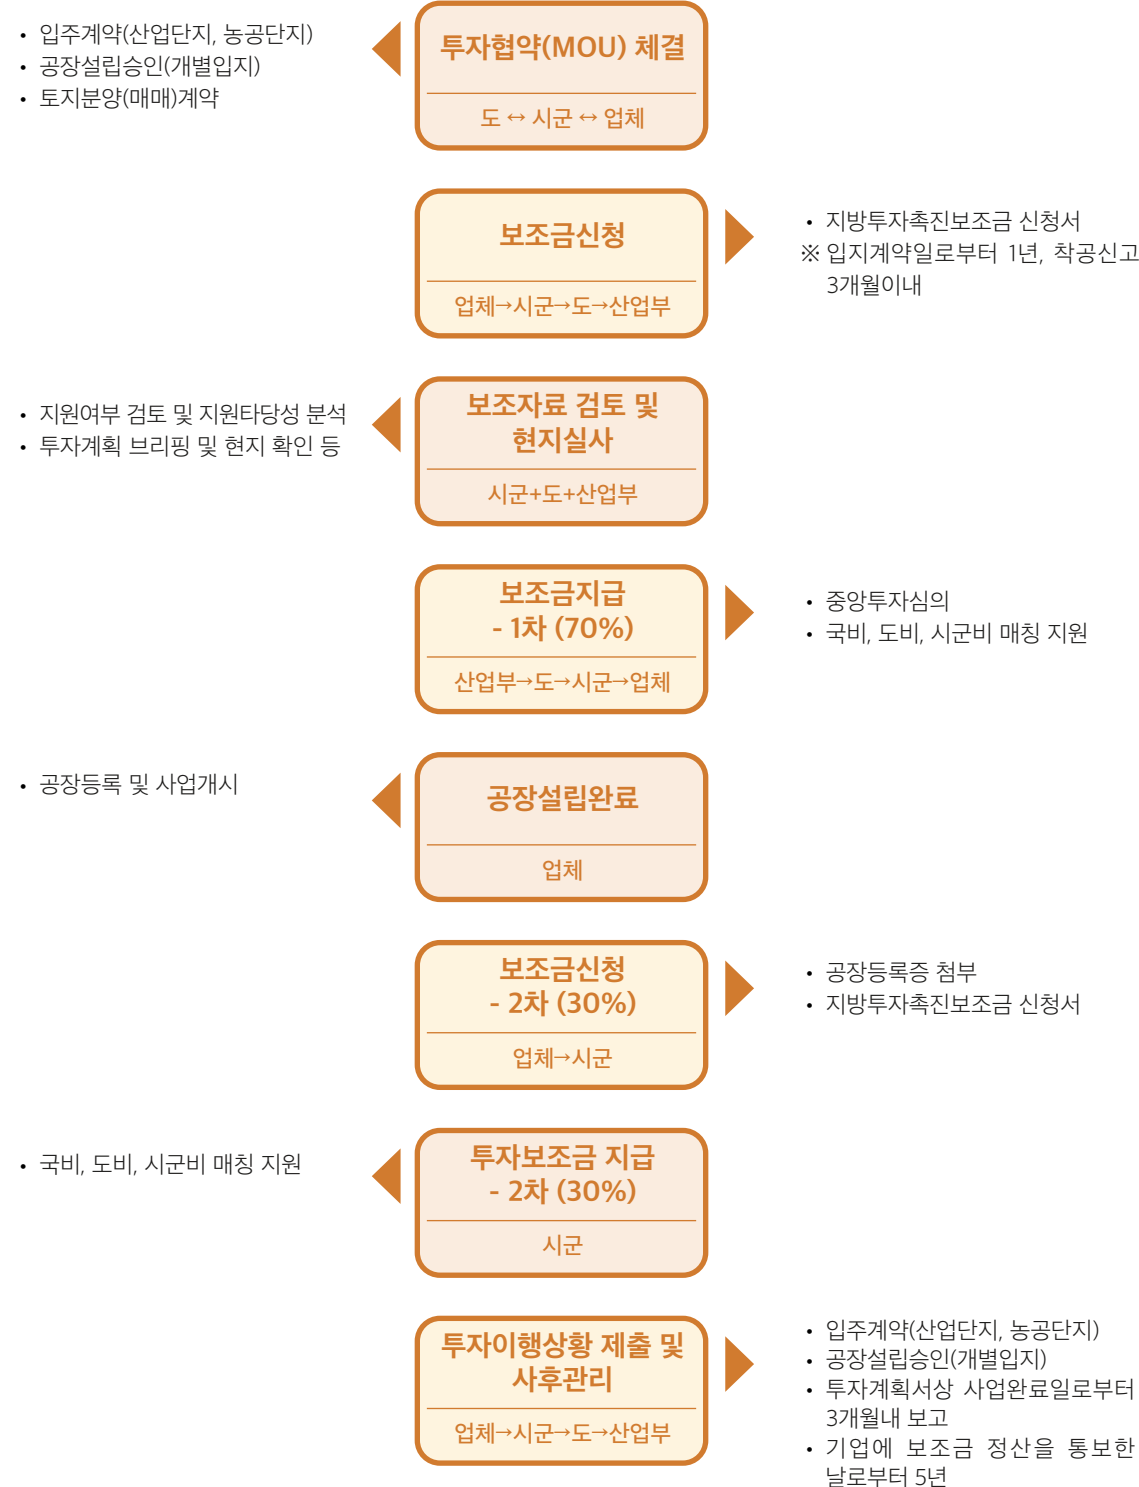 • 입주계약(산업단지, 농공단지)
• 공장설립승인(개별입지)
• 토지분양(매매)계약
투자협약(MOU) 체결
도 ↔ 시군 ↔ 업체
보조금신청
업체→시군→도→산업부
• 지방투자촉진보조금 신청서
※ 입지계약일로부터 1년, 착공신고
3개월이내
• 지원여부 검토 및 지원타당성 분석
• 투자계획 브리핑 및 현지 확인 등
보조자료 검토 및
현지실사
시군+도+산업부
보조금지급
- 1차 (70%)
산업부→도→시군→업체
• 중앙투자심의
• 국비, 도비, 시군비 매칭 지원
• 공장등록 및 사업개시
공장설립완료
업체
보조금신청
- 2차 (30%)
업체→시군
• 공장등록증 첨부
• 지방투자촉진보조금 신청서
• 국비, 도비, 시군비 매칭 지원
투자보조금 지급
- 2차 (30%)
시군
투자이행상황 제출 및
사후관리
업체→시군→도→산업부
• 입주계약(산업단지, 농공단지)
• 공장설립승인(개별입지)
• 투자계획서상 사업완료일로부터
3개월내 보고
• 기업에 보조금 정산을 통보한
날로부터 5년